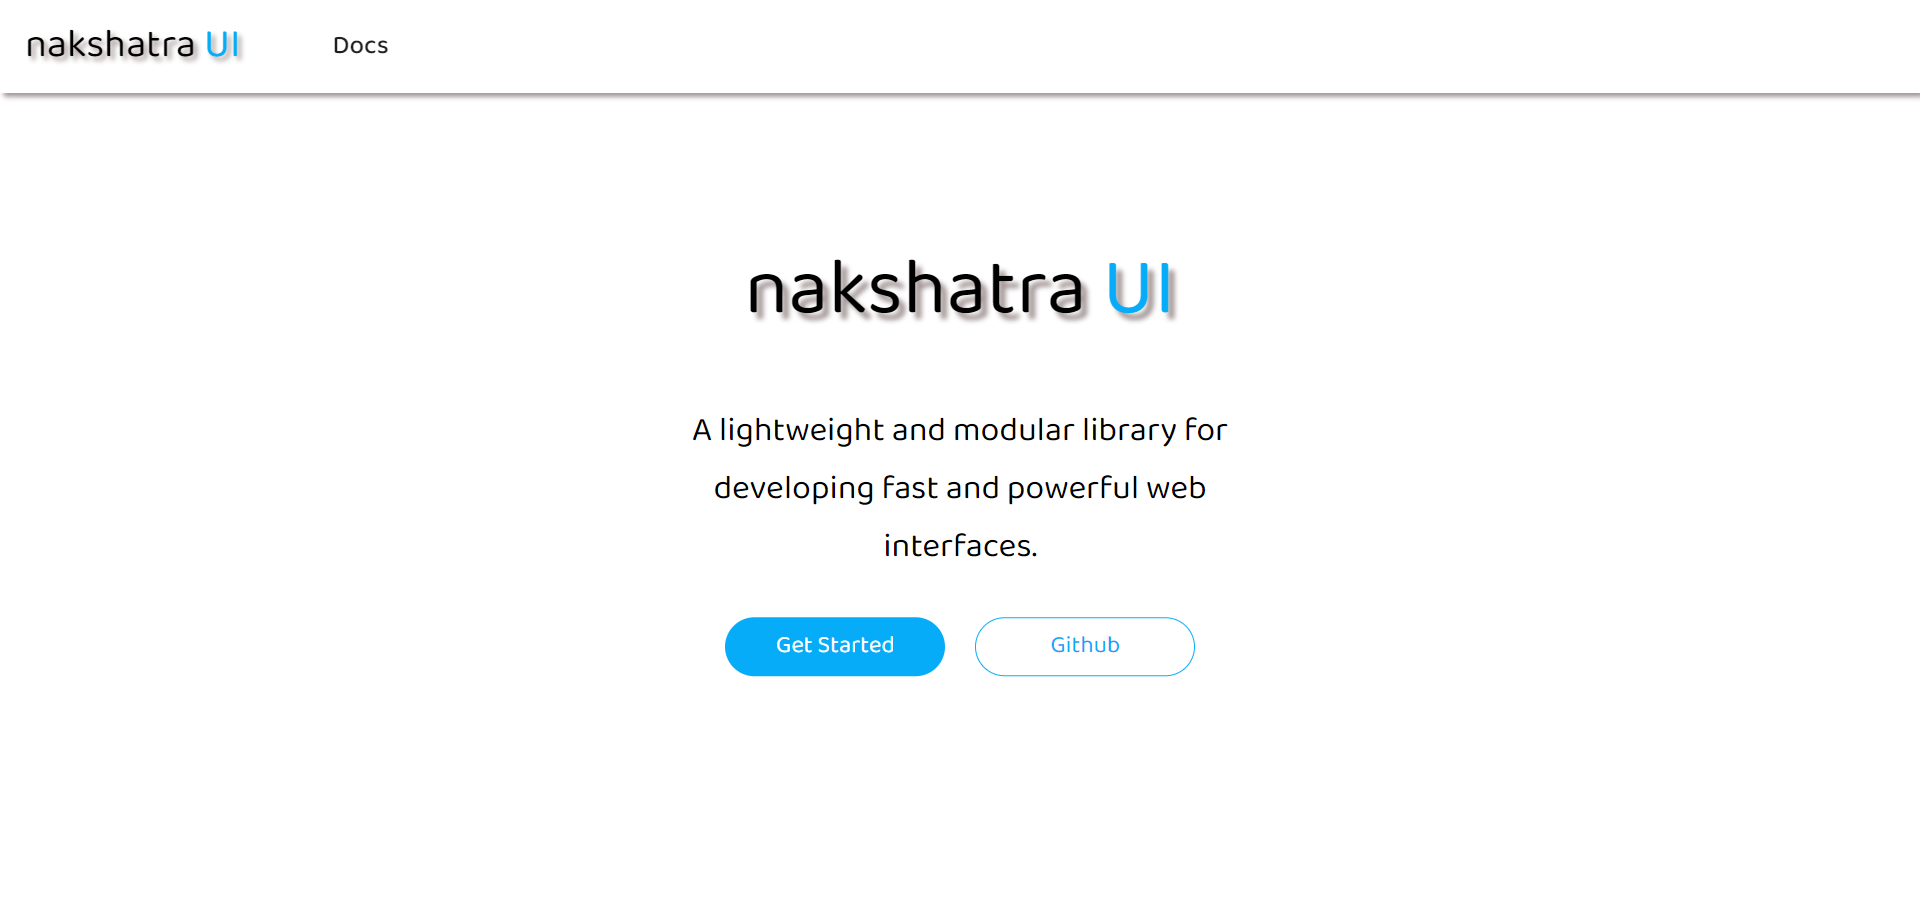 nakshatra UI
Docs
nakshatra UI
A lightweight and modular library for
developing fast and powerful web
interfaces.
Get Started
Github